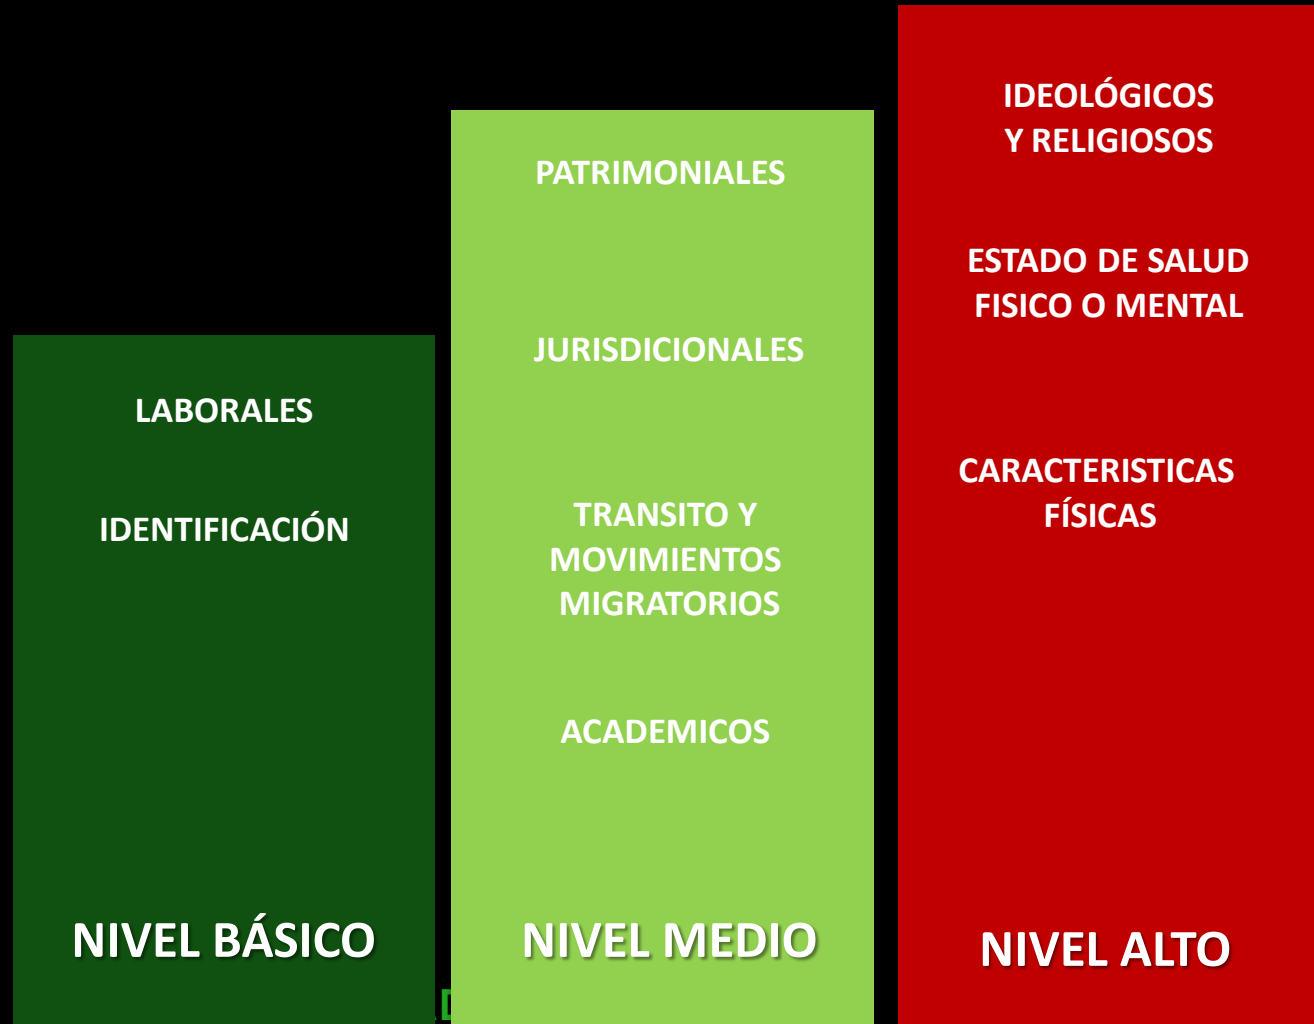 LABORALES
IDENTIFICACIÓN
NIVEL BÁSICO
PATRIMONIALES
JURISDICIONALES
TRANSITO Y
MOVIMIENTOS
MIGRATORIOS
ACADEMICOS
NIVEL MEDIO
IDEOLÓGICOS
Y RELIGIOSOS
ESTADO DE SALUD
FISICO O MENTAL
CARACTERISTICAS
FÍSICAS
NIVEL ALTO